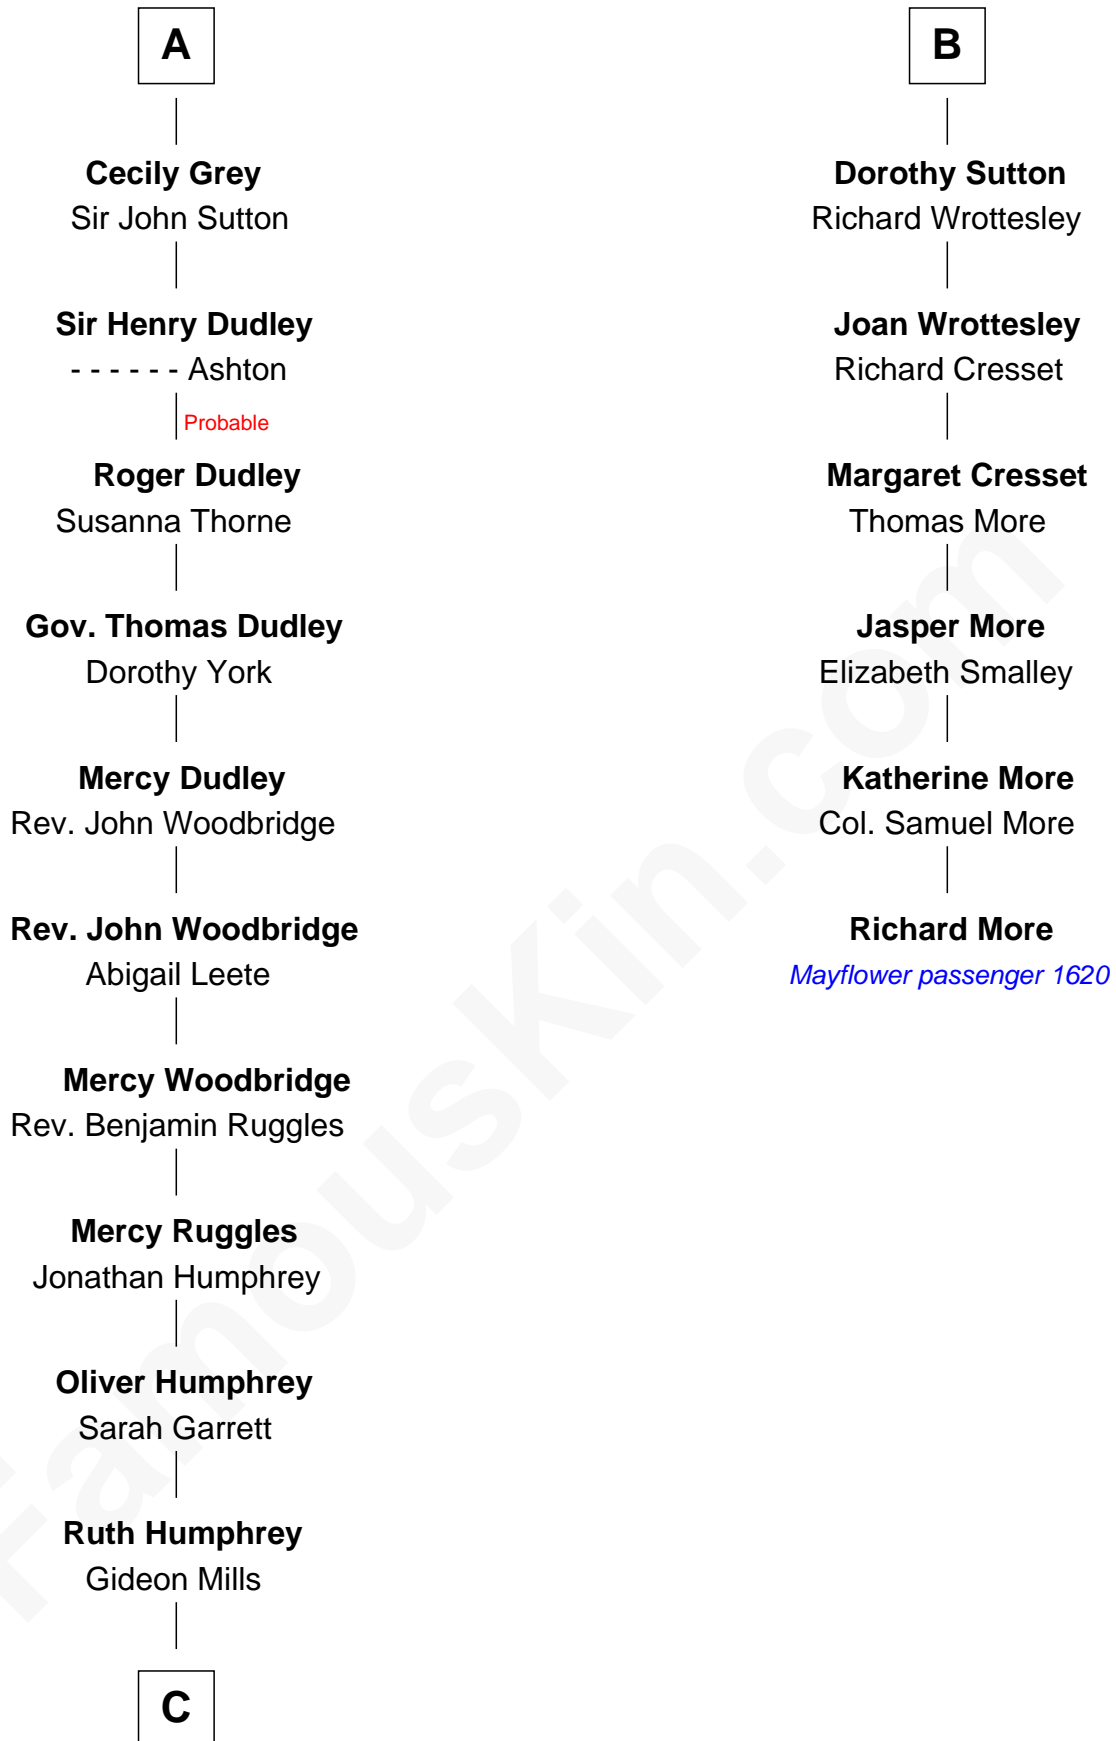 A
Cecily Grey
Sir John Sutton
Sir Henry Dudley
- - - - - - Ashton
Probable
Roger Dudley
Susanna Thorne
Gov. Thomas Dudley
Dorothy York
Mercy Dudley
Rev. John Woodbridge
Rev. John Woodbridge
Abigail Leete
Mercy Woodbridge
Rev. Benjamin Ruggles
Mercy Ruggles
Jonathan Humphrey
Oliver Humphrey
Sarah Garrett
Ruth Humphrey
Gideon Mills
C
B
Dorothy Sutton
Richard Wrottesley
Joan Wrottesley
Richard Cresset
Margaret Cresset
Thomas More
Jasper More
Elizabeth Smalley
Katherine More
Col. Samuel More
Richard More
Mayflower passenger 1620
FamousKin.com